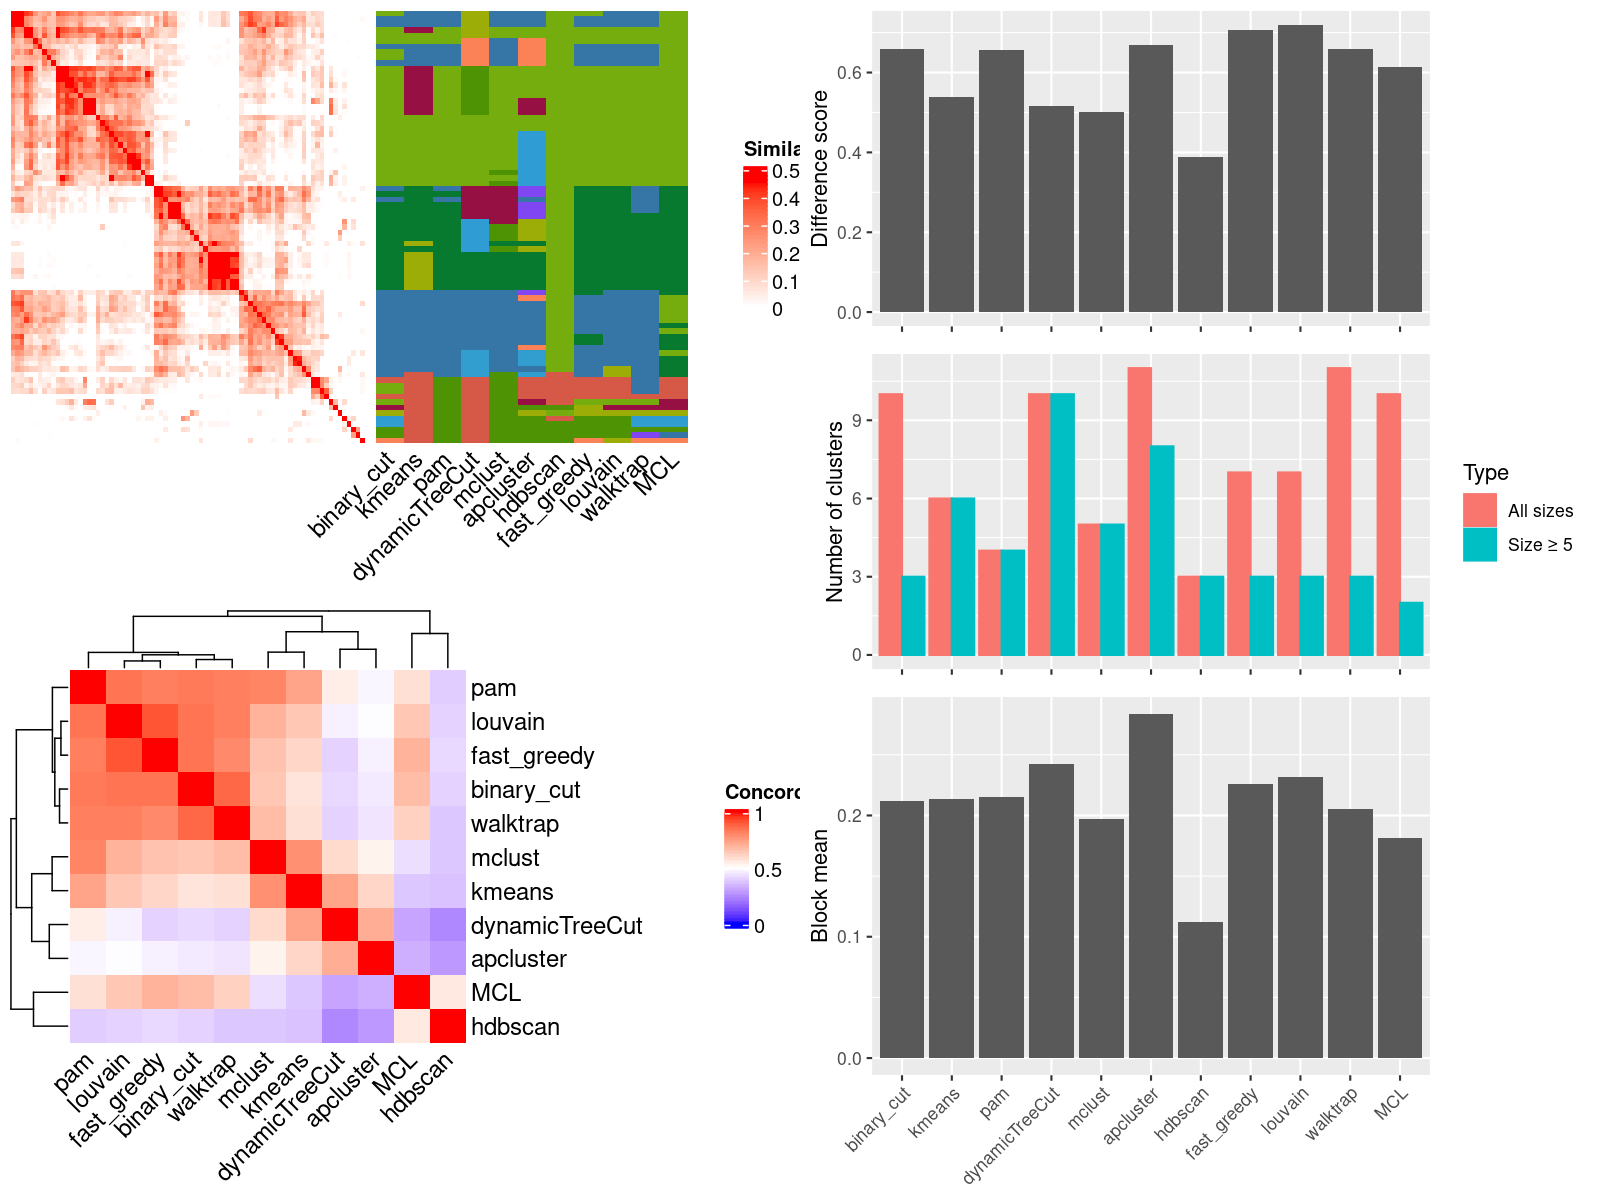 Simila
0.5
0.4
0.3
0.2
0.1
0
binary_cut
kmeans
pam
dynamicTreeCut
mclust
apcluster
hdbscan
fast_greedy
louvain
walktrap
MCL
Difference score
0.6
0.4
0.2
0.0
Number of clusters
9
6
3
0
Type
All sizes
Size ≥ 5
pam
louvain
fast_greedy
binary_cut
walktrap
mclust
kmeans
dynamicTreeCut
apcluster
MCL
hdbscan
pam
louvain
fast_greedy
binary_cut
walktrap
mclust
kmeans
dynamicTreeCut
apcluster
MCL
hdbscan
Concord
1
0.5
0
Block mean
0.2
0.1
0.0
binary_cut
kmeans
pam
dynamicTreeCut
mclust
apcluster
hdbscan
fast_greedy
louvain
walktrap
MCL